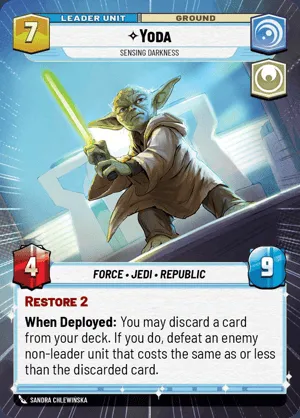 LEADER UNIT
GROUND
7
YODA
SENSING DARKNESS
4
9
FORCE • JEDI • REPUBLIC
RESTORE 2
When Deployed: You may discard a card
from your deck. If you do, defeat an enemy
non-leader unit that costs the same as or less
than the discarded card.
SANDRA CHLEWIŃSKA